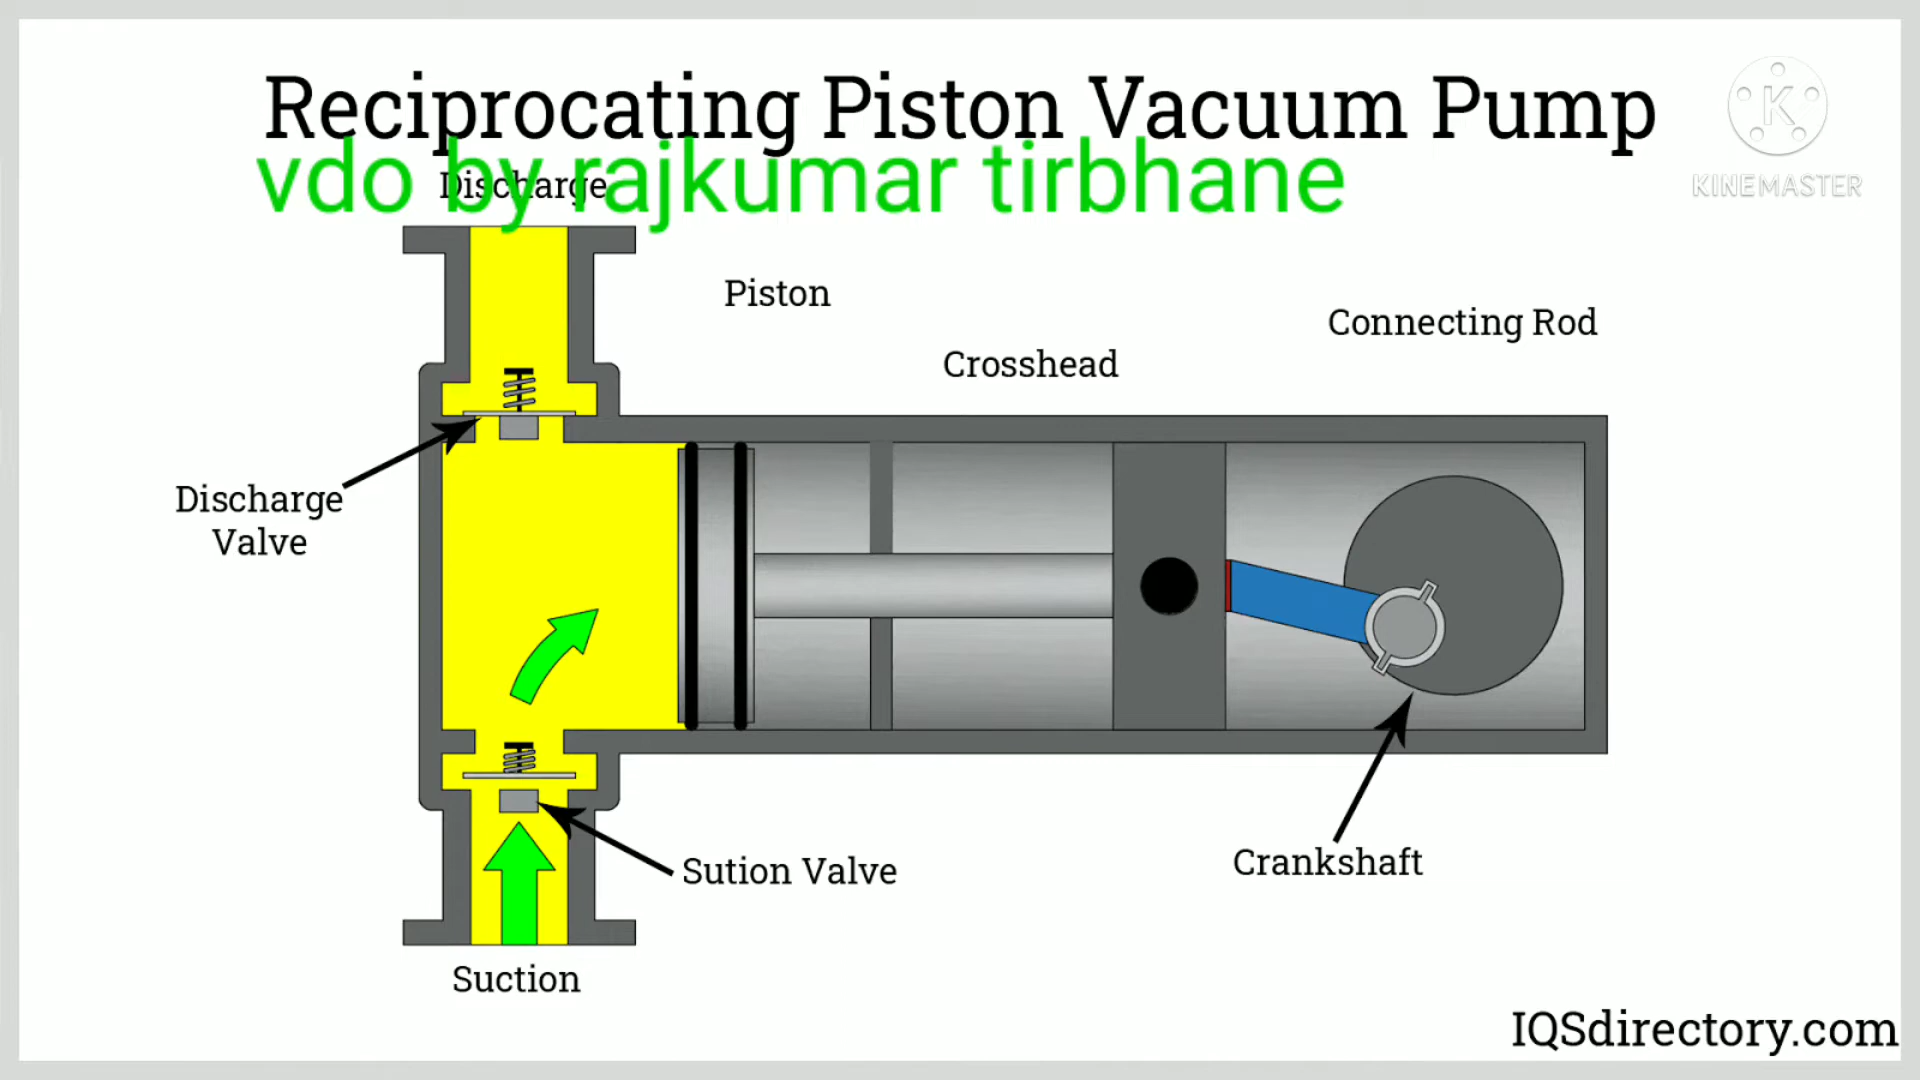 Reciprocating Piston Vacuum Pump
K
KINEMASTER
vdo by rajkumar tirbhane
Discharge
Piston
Connecting Rod
Crosshead
Discharge
Valve
Sution Valve
Crankshaft
Suction
IQSdirectory.com